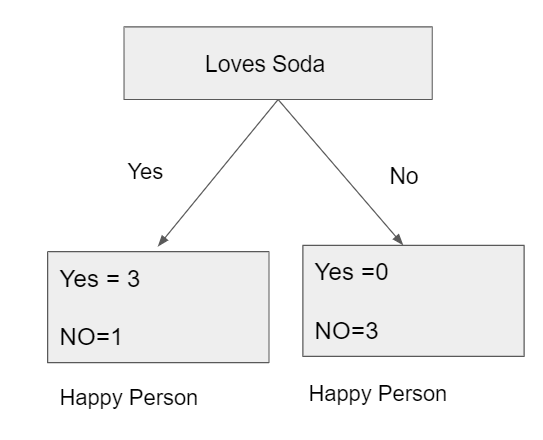 Loves Soda
Yes
No
Yes = 3
NO=1
Yes =0
NO=3
Happy Person
Happy Person